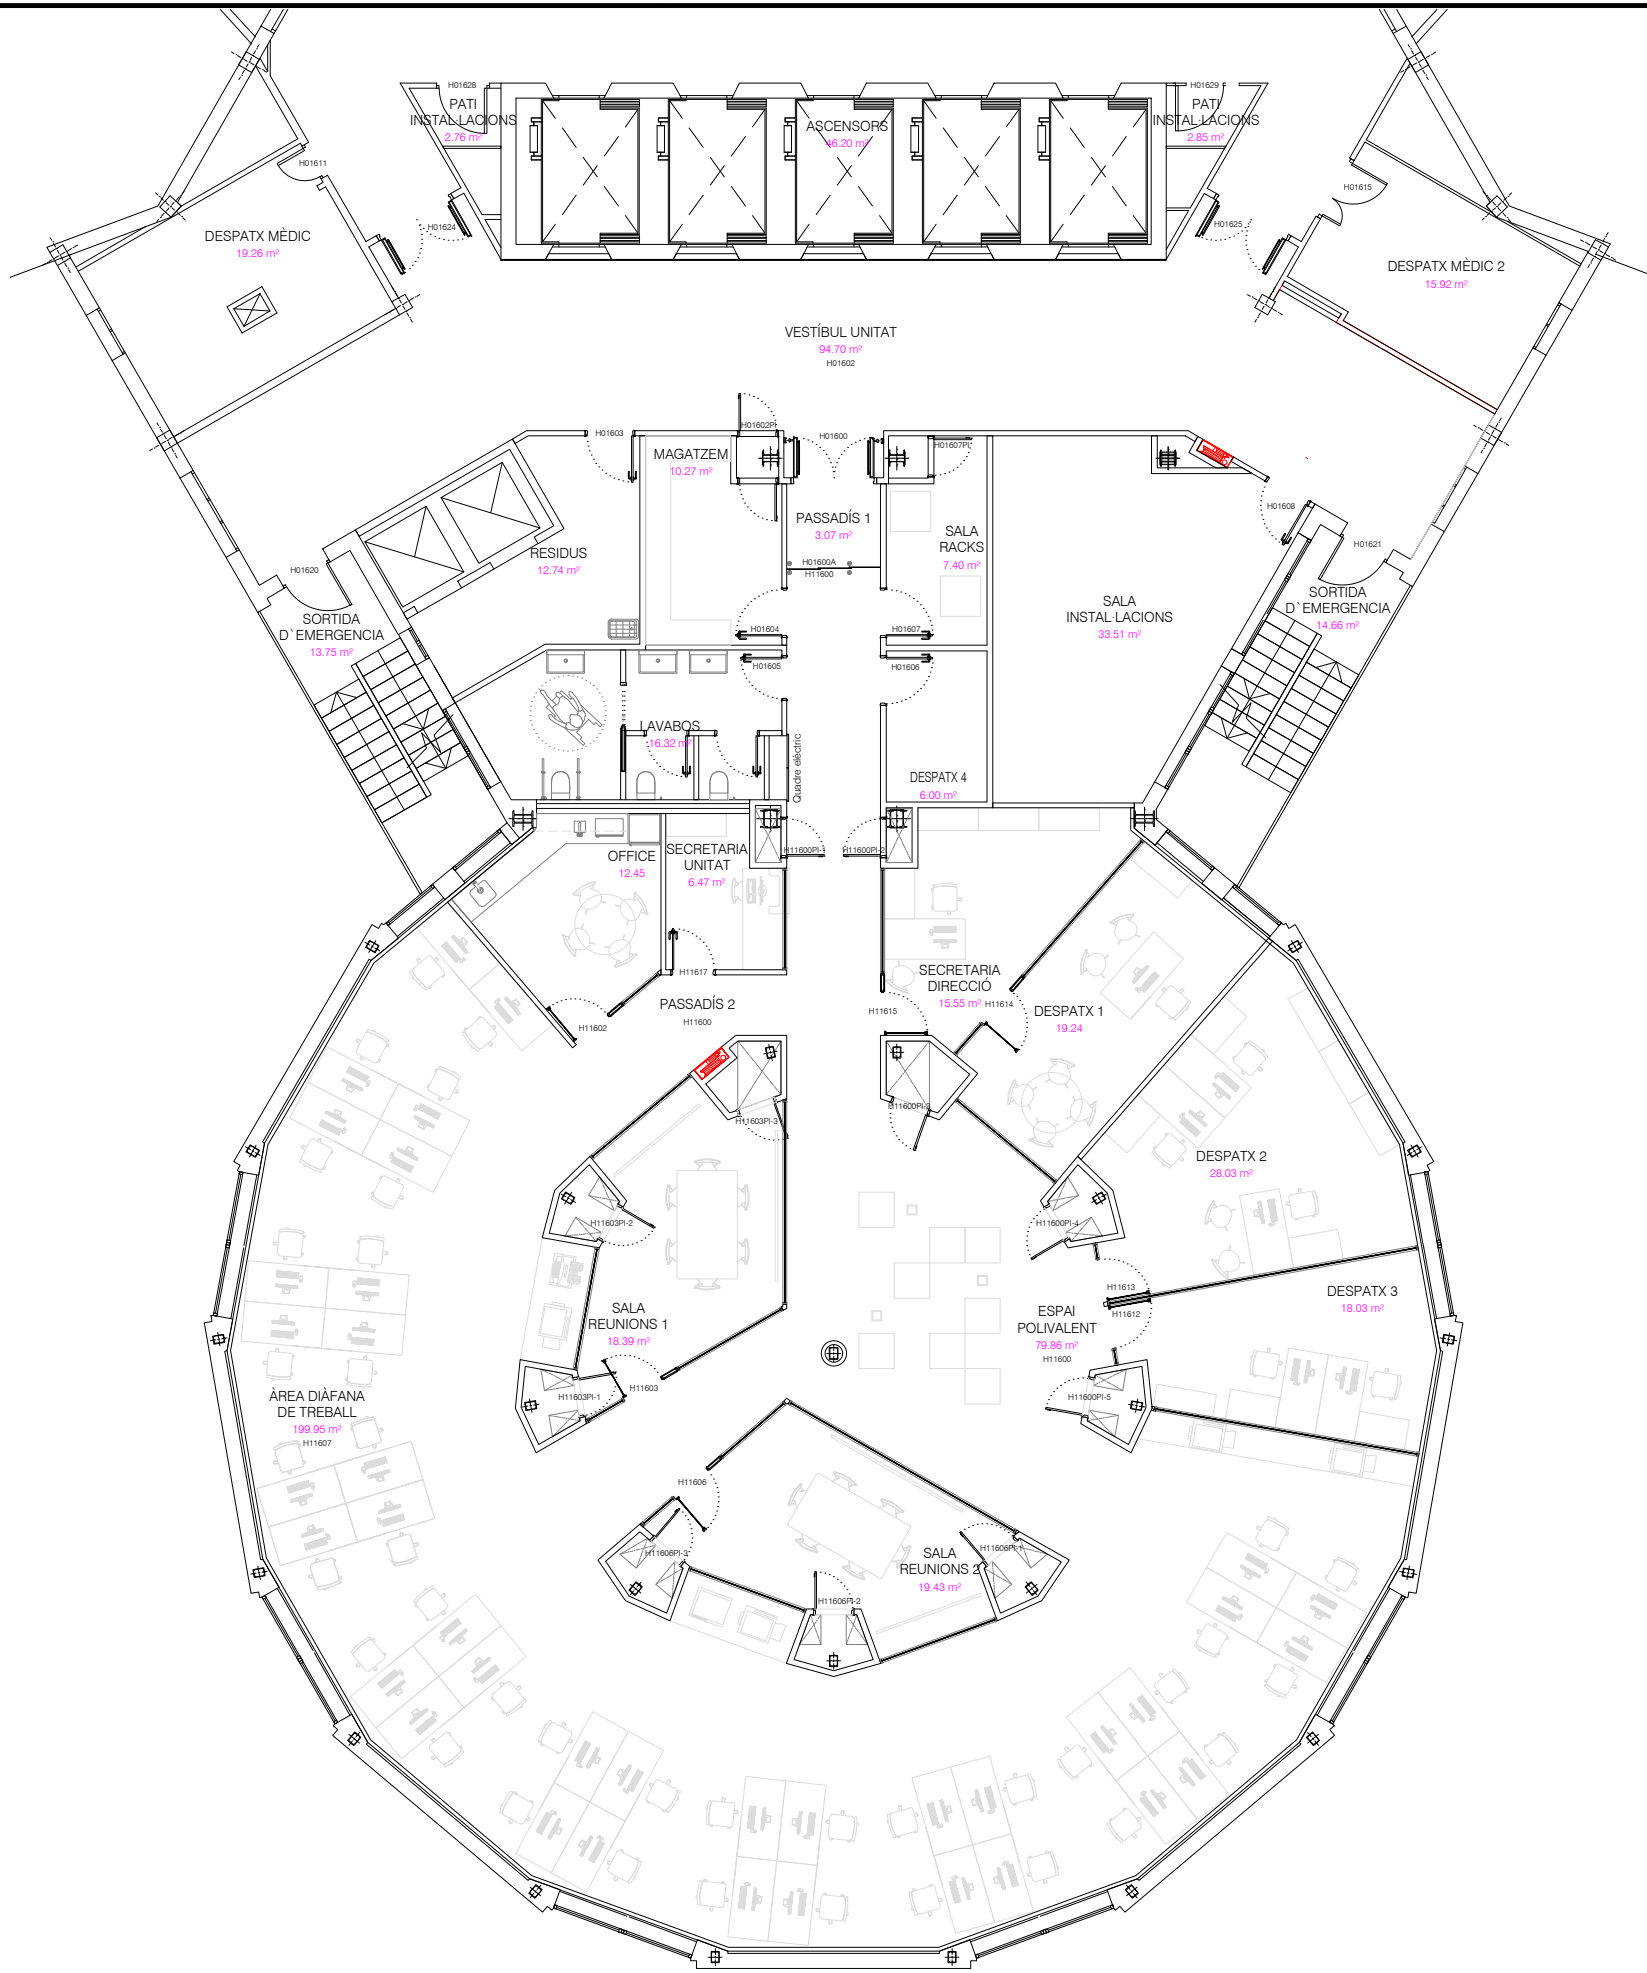 H01628
PATI
INSTAL·LACIONS
2.76 m²
ASCENSORS
46.20 m²
H01629
PATI
INSTAL·LACIONS
2.85 m²
H01611
H01615
H01624
H01625
DESPATX MÈDIC
19.26 m²
DESPATX MÈDIC 2
15.92 m²
VESTÍBUL UNITAT
94.70 m²
H01602
H01603
H01602PI
H01600
H01607PI
MAGATZEM
10.27 m²
PASSADÍS 1
3.07 m²
H01600A
H11600
SALA
RACKS
7.40 m²
H01608
H01621
RESIDUS
12.74 m²
H01620
SORTIDA
D`EMERGENCIA
13.75 m²
SORTIDA
D`EMERGENCIA
14.66 m²
SALA
INSTAL·LACIONS
33.51 m²
H01604
H01607
H01605
H01606
LAVABOS
16.32 m²
Quadre elèctric
DESPATX 4
6.00 m²
OFFICE
12.45
SECRETARIA
UNITAT
6.47 m²
H11600PI-1
H11600PI-2
H11617
SECRETARIA
DIRECCIÓ
15.55 m²
H11614
H11615
DESPATX 1
19.24
PASSADÍS 2
H11600
H11602
H11603PI-3
H11600PI-3
DESPATX 2
28.03 m²
H11603PI-2
H11600PI-4
H11613
H11612
DESPATX 3
18.03 m²
SALA
REUNIONS 1
18.39 m²
ESPAI
POLIVALENT
79.86 m²
H11600
H11603
H11603PI-1
H11600PI-5
ÀREA DIÀFANA
DE TREBALL
199.95 m²
H11607
H11606
H11606PI-3
H11606PI-1
SALA
REUNIONS 2
19.43 m²
H11606PI-2